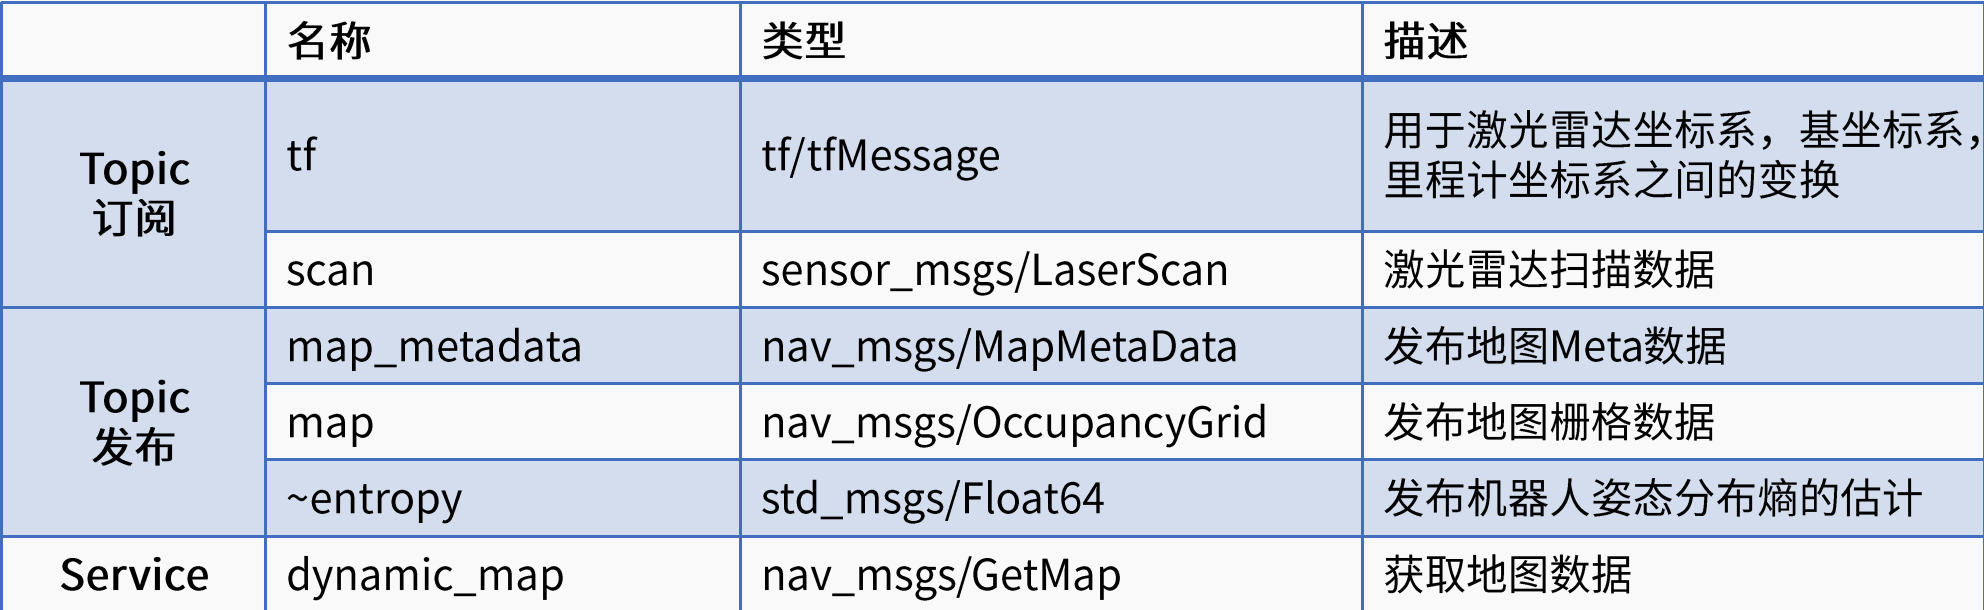 名称 类型 描述
Topic
订阅
tf tf/tfMessage 用于激光雷达坐标系，基坐标系，
里程计坐标系之间的变换
scan sensor_msgs/LaserScan 激光雷达扫描数据
Topic
发布
map_metadata nav_msgs/MapMetaData 发布地图Meta数据
map nav_msgs/OccupancyGrid 发布地图栅格数据
~entropy std_msgs/Float64 发布机器人姿态分布熵的估计
Service dynamic_map nav_msgs/GetMap 获取地图数据